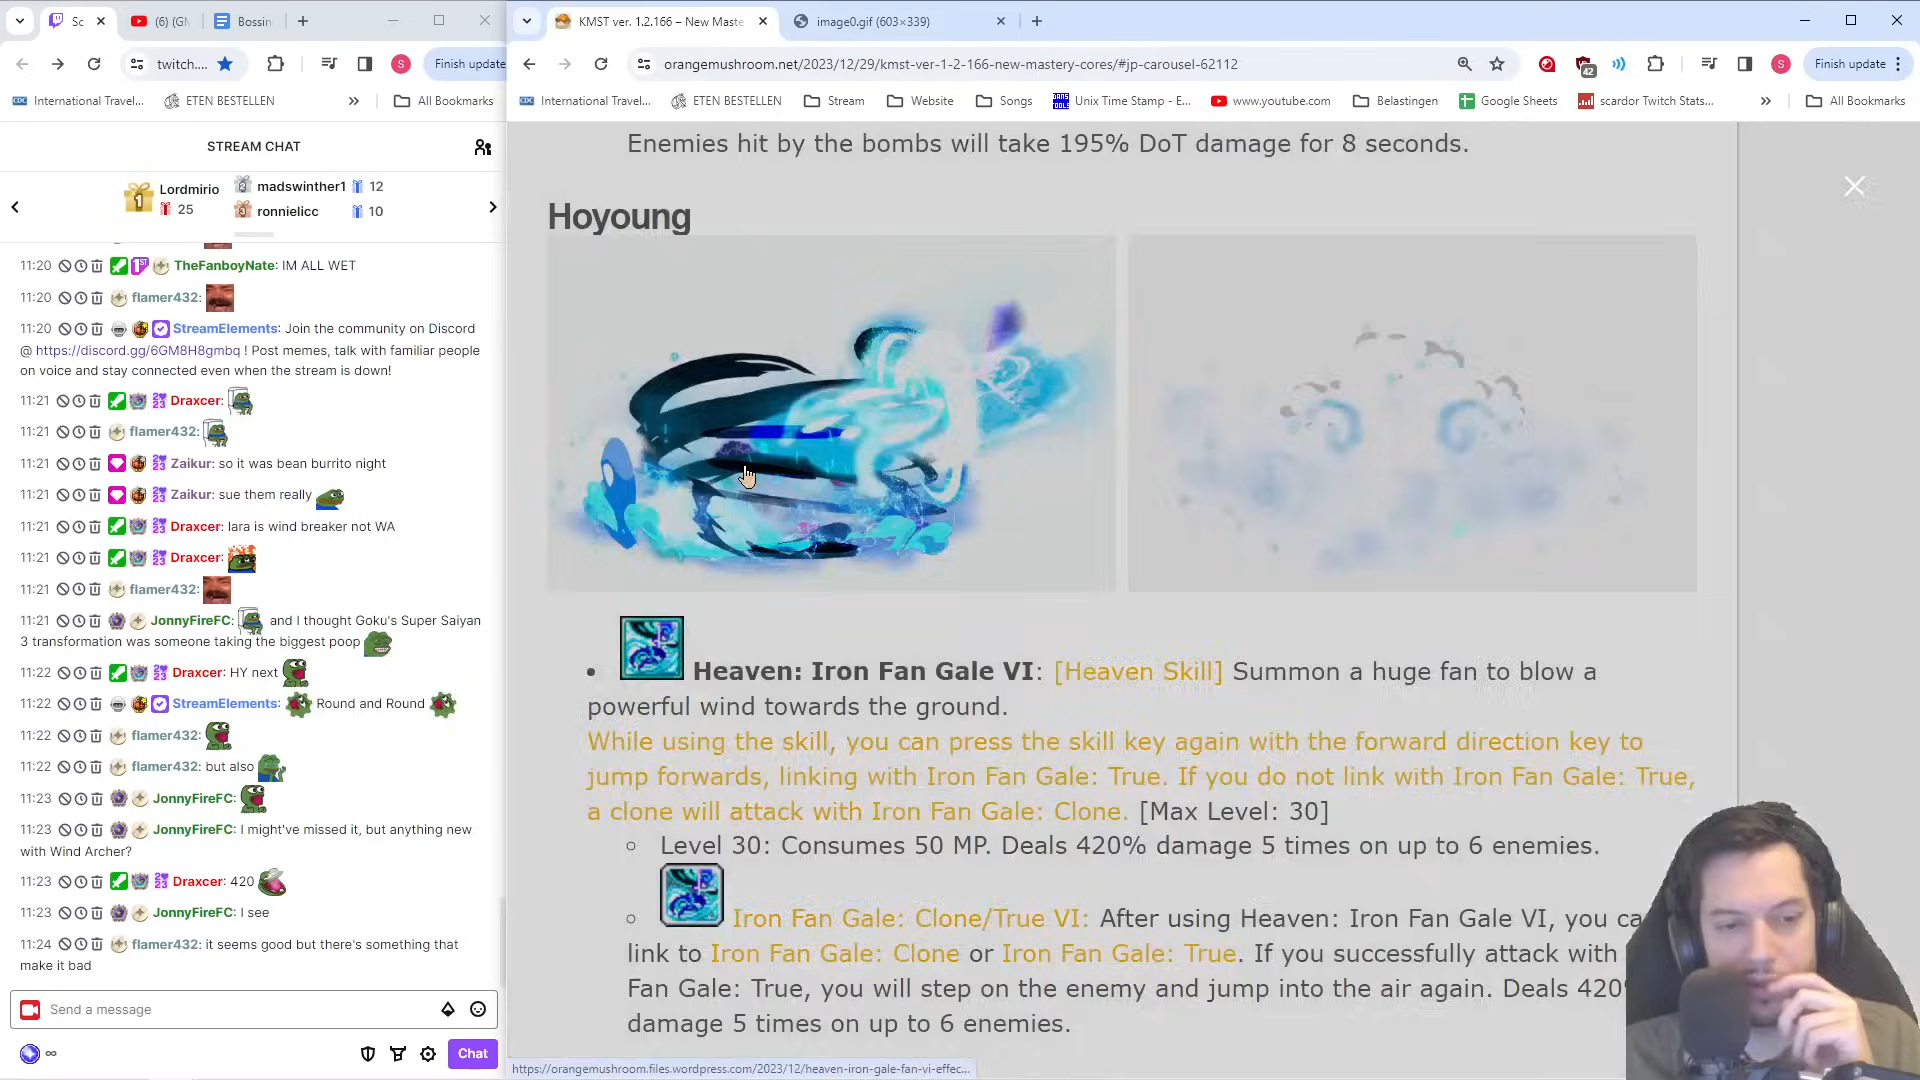 Sc
(6) (GM
Bossin
KMST ver. 1.2.166 – New Maste
image0.gif (603×339)
twitch....
Finish update
orangemushroom.net/2023/12/29/kmst-ver-1-2-166-new-mastery-cores/#jp-carousel-62112
42
Finish update
International Travel...
ETEN BESTELLEN
All Bookmarks
International Travel...
ETEN BESTELLEN
Stream
Website
Songs
Unix Time Stamp - E...
www.youtube.com
Belastingen
Google Sheets
scardor Twitch Stats...
All Bookmarks
STREAM CHAT
Lordmirio
25
madswinther1 12
ronnielicc 10
11:20 TheFanboyNate: IM ALL WET
11:20 flamer432:
11:20 StreamElements: Join the community on Discord
@ https://discord.gg/6GM8H8gmbq ! Post memes, talk with familiar people
on voice and stay connected even when the stream is down!
11:21 Draxcer:
11:21 flamer432:
11:21 Zaikur: so it was bean burrito night
11:21 Zaikur: sue them really
11:21 Draxcer: lara is wind breaker not WA
11:21 Draxcer:
11:21 flamer432:
11:21 JonnyFireFC: and I thought Goku's Super Saiyan
3 transformation was someone taking the biggest poop
11:22 Draxcer: HY next
11:22 StreamElements: Round and Round
11:22 flamer432:
11:22 flamer432: but also
11:23 JonnyFireFC:
11:23 JonnyFireFC: I might've missed it, but anything new
with Wind Archer?
11:23 Draxcer: 420
11:23 JonnyFireFC: I see
11:24 flamer432: it seems good but there's something that
make it bad
Send a message
Chat
Enemies hit by the bombs will take 195% DoT damage for 8 seconds.
Hoyoung
Heaven: Iron Fan Gale VI: [Heaven Skill] Summon a huge fan to blow a
powerful wind towards the ground.
While using the skill, you can press the skill key again with the forward direction key to
jump forwards, linking with Iron Fan Gale: True. If you do not link with Iron Fan Gale: True,
a clone will attack with Iron Fan Gale: Clone. [Max Level: 30]
Level 30: Consumes 50 MP. Deals 420% damage 5 times on up to 6 enemies.
Iron Fan Gale: Clone/True VI: After using Heaven: Iron Fan Gale VI, you ca
link to Iron Fan Gale: Clone or Iron Fan Gale: True. If you successfully attack with
Fan Gale: True, you will step on the enemy and jump into the air again. Deals 420
damage 5 times on up to 6 enemies.
https://orangemushroom.files.wordpress.com/2023/12/heaven-iron-gale-fan-vi-effec...